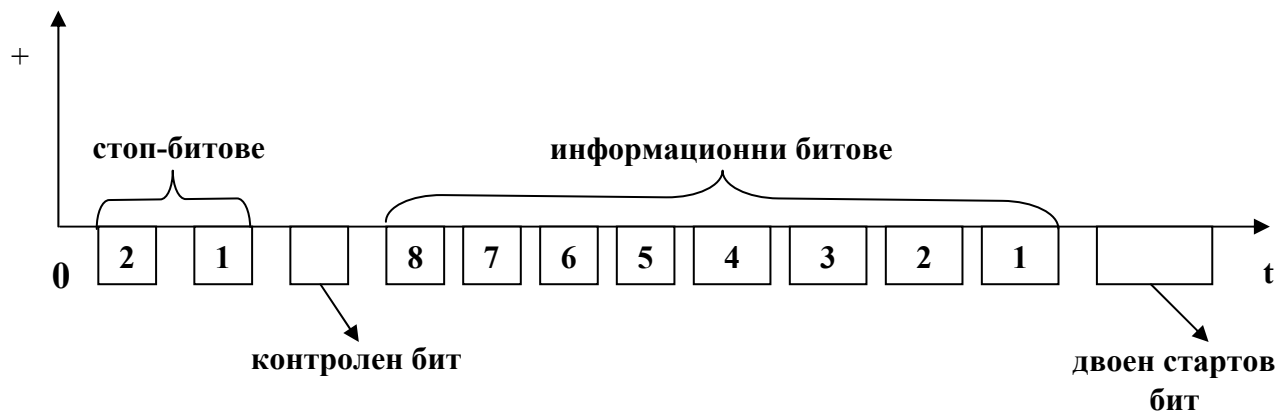 +
стоп-битове
информационни битове
2 1 8 7 6 5 4 3 2 1
0
t
контролен бит
двоен стартов
бит